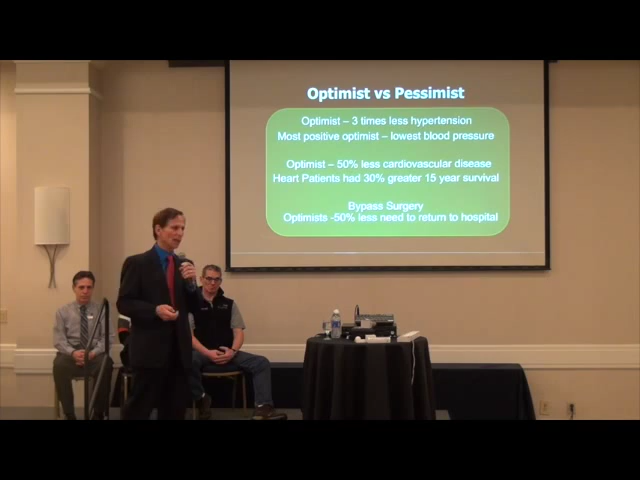 Optimist vs Pessimist
Optimist – 3 times less hypertension
Most positive optimist – lowest blood pressure
Optimist – 50% less cardiovascular disease
Heart Patients had 30% greater 15 year survival
Bypass Surgery
Optimists -50% less need to return to hospital